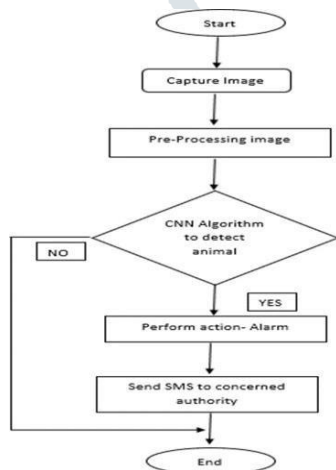 Start
Capture Image
Pre-Processing image
CNN Algorithm
to detect
animal
NO
YES
Perform action- Alarm
Send SMS to concerned
authority
End